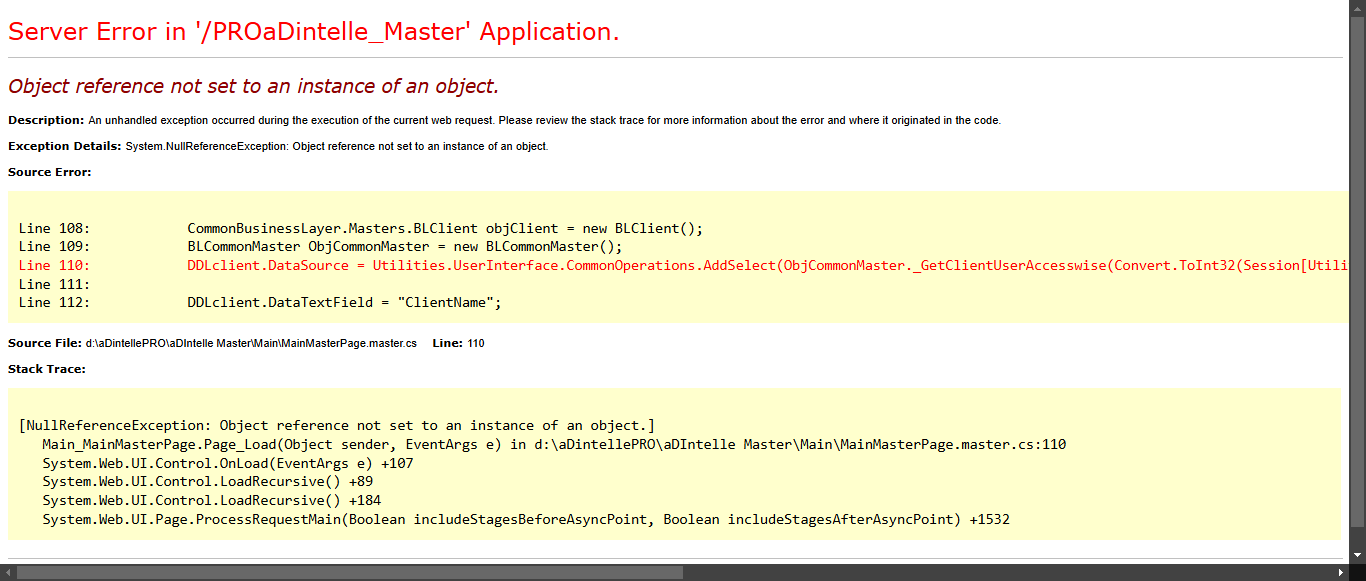 Server Error in '/PROaDintelle_Master' Application.
Object reference not set to an instance of an object.
Description: An unhandled exception occurred during the execution of the current web request. Please review the stack trace for more information about the error and where it originated in the code.
Exception Details: System.NullReferenceException: Object reference not set to an instance of an object.
Source Error:
Line 108:            CommonBusinessLayer.Masters.BLClient objClient = new BLClient();
Line 109:            BLCommonMaster ObjCommonMaster = new BLCommonMaster();
Line 110:            DDLclient.DataSource = Utilities.UserInterface.CommonOperations.AddSelect(ObjCommonMaster._GetClientUserAccesswise(Convert.ToInt32(Session[Utili
Line 111:
Line 112:            DDLclient.DataTextField = "ClientName";
Source File: d:\aDintellePRO\aDIntelle Master\Main\MainMasterPage.master.cs    Line: 110
Stack Trace:
[NullReferenceException: Object reference not set to an instance of an object.]
   Main_MainMasterPage.Page_Load(Object sender, EventArgs e) in d:\aDintellePRO\aDIntelle Master\Main\MainMasterPage.master.cs:110
   System.Web.UI.Control.OnLoad(EventArgs e) +107
   System.Web.UI.Control.LoadRecursive() +89
   System.Web.UI.Control.LoadRecursive() +184
   System.Web.UI.Page.ProcessRequestMain(Boolean includeStagesBeforeAsyncPoint, Boolean includeStagesAfterAsyncPoint) +1532